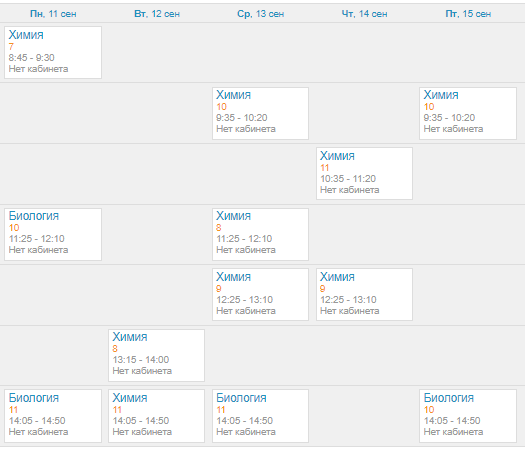 Пн, 11 сен
Вт, 12 сен
Ср, 13 сен
Чт, 14 сен
Пт, 15 сен
Химия
7
8:45 - 9:30
Нет кабинета
Химия
10
9:35 - 10:20
Нет кабинета
Химия
10
9:35 - 10:20
Нет кабинета
Химия
11
10:35 - 11:20
Нет кабинета
Биология
10
11:25 - 12:10
Нет кабинета
Химия
8
11:25 - 12:10
Нет кабинета
Химия
9
12:25 - 13:10
Нет кабинета
Химия
9
12:25 - 13:10
Нет кабинета
Химия
8
13:15 - 14:00
Нет кабинета
Биология
11
14:05 - 14:50
Нет кабинета
Химия
11
14:05 - 14:50
Нет кабинета
Биология
11
14:05 - 14:50
Нет кабинета
Биология
10
14:05 - 14:50
Нет кабинета